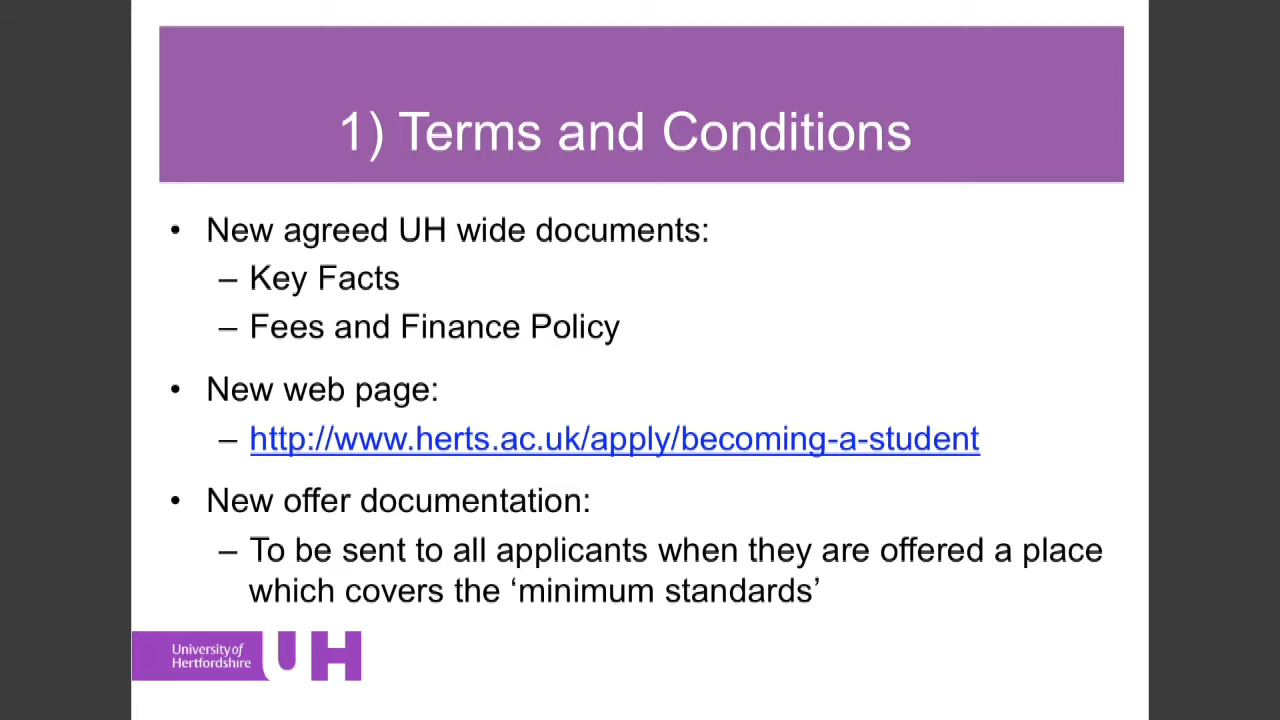 1) Terms and Conditions
• New agreed UH wide documents:
– Key Facts
– Fees and Finance Policy
• New web page:
– http://www.herts.ac.uk/apply/becoming-a-student
• New offer documentation:
– To be sent to all applicants when they are offered a place
which covers the ‘minimum standards’
University of
Hertfordshire
UH